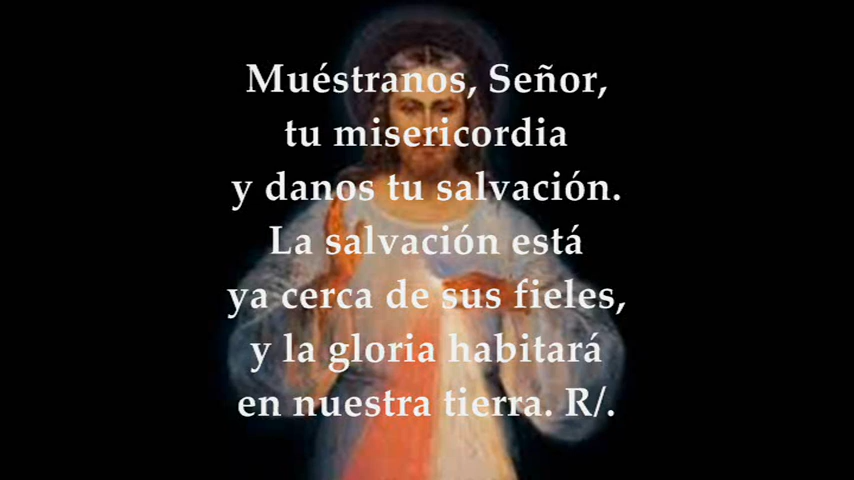 Muéstranos, Señor,
tu misericordia
y danos tu salvación.
La salvación está
ya cerca de sus fieles,
y la gloria habitará
en nuestra tierra. R/.